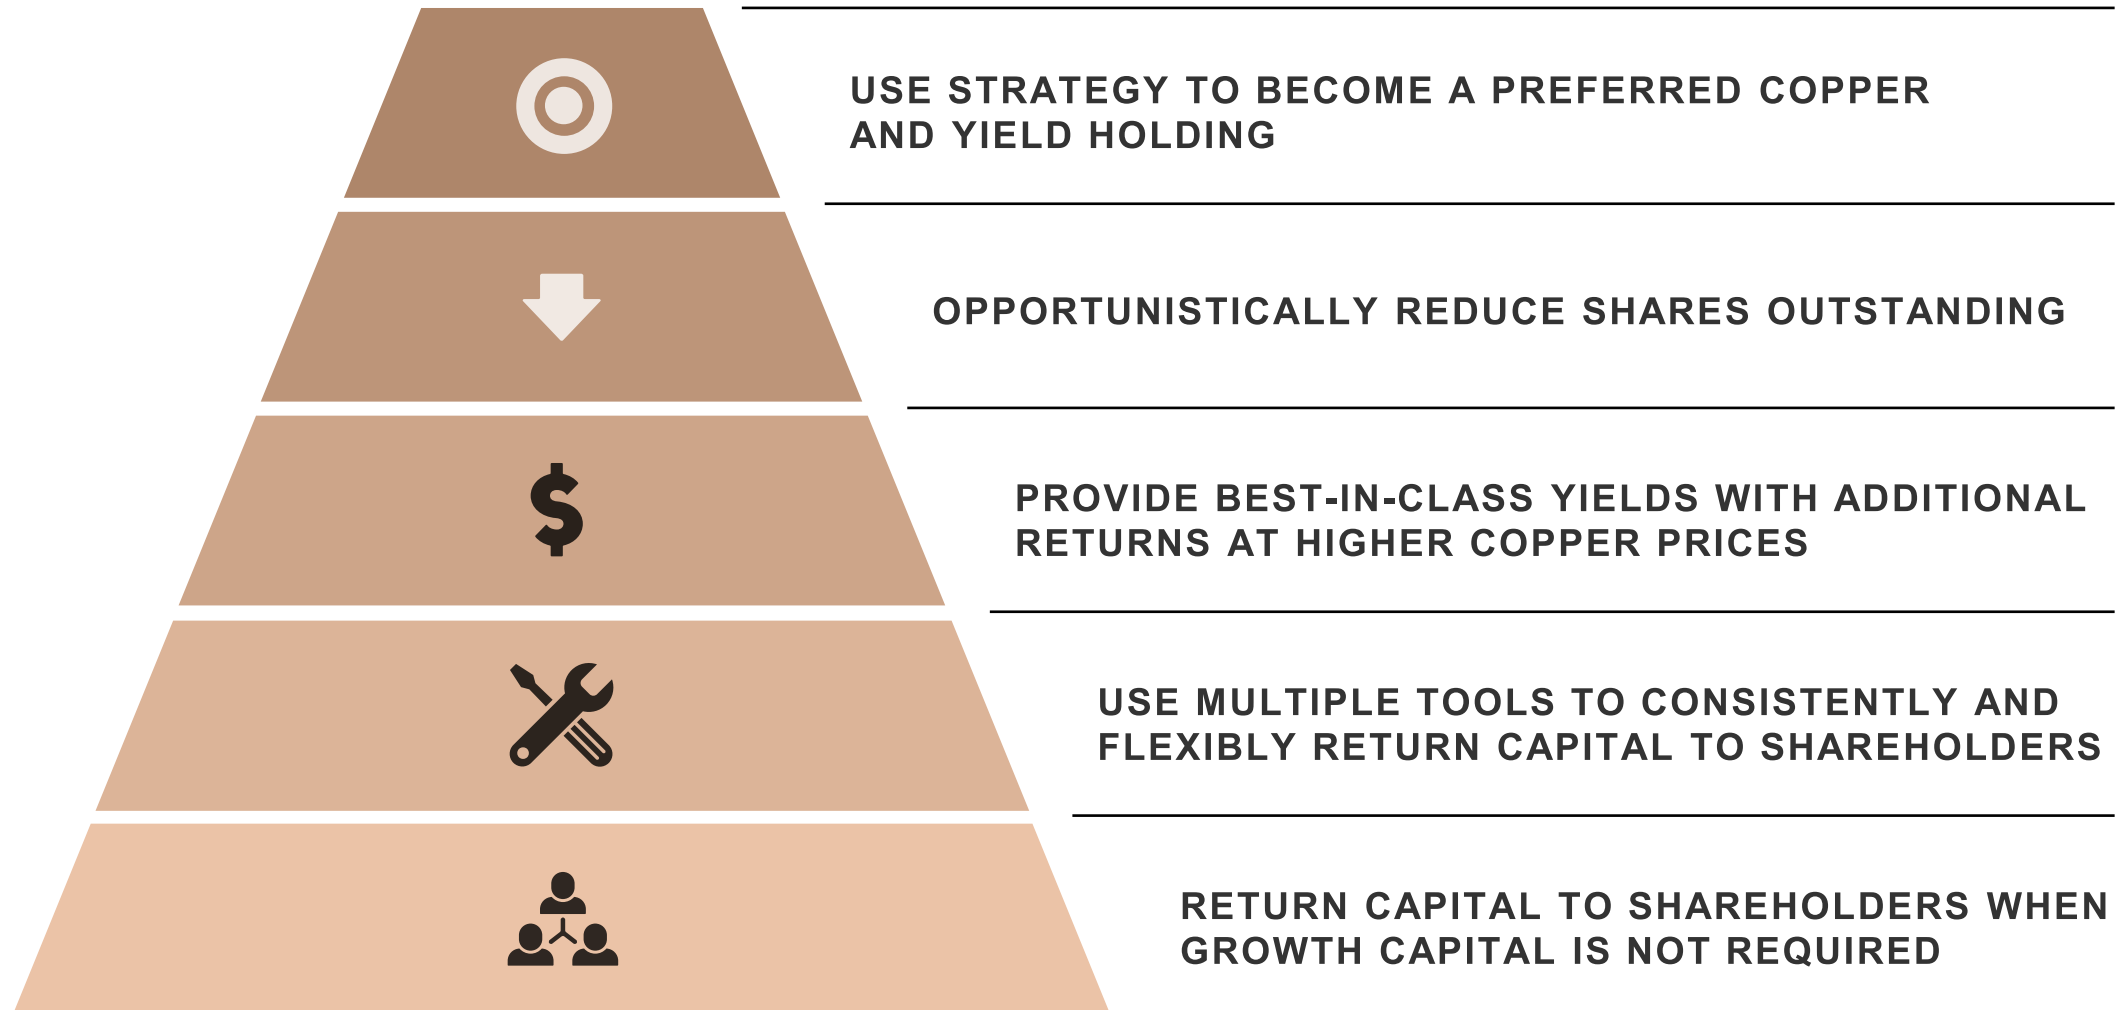 USE STRATEGY TO BECOME A PREFERRED COPPER
AND YIELD HOLDING
OPPORTUNISTICALLY REDUCE SHARES OUTSTANDING
$
PROVIDE BEST-IN-CLASS YIELDS WITH ADDITIONAL
RETURNS AT HIGHER COPPER PRICES
USE MULTIPLE TOOLS TO CONSISTENTLY AND
FLEXIBLY RETURN CAPITAL TO SHAREHOLDERS
RETURN CAPITAL TO SHAREHOLDERS WHEN
GROWTH CAPITAL IS NOT REQUIRED